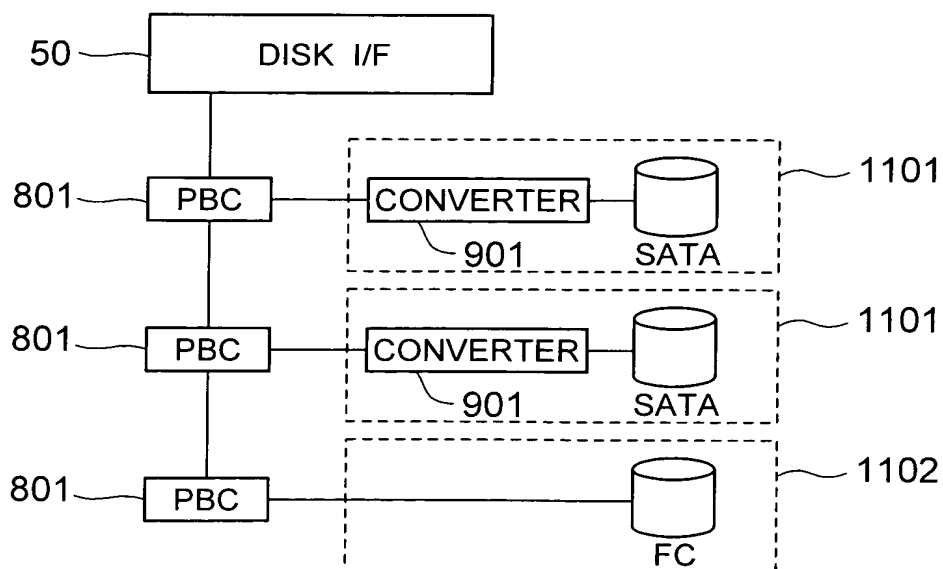 50
DISK I/F
801
PBC
CONVERTER
901
SATA
1101
801
PBC
CONVERTER
901
SATA
1101
801
PBC
FC
1102